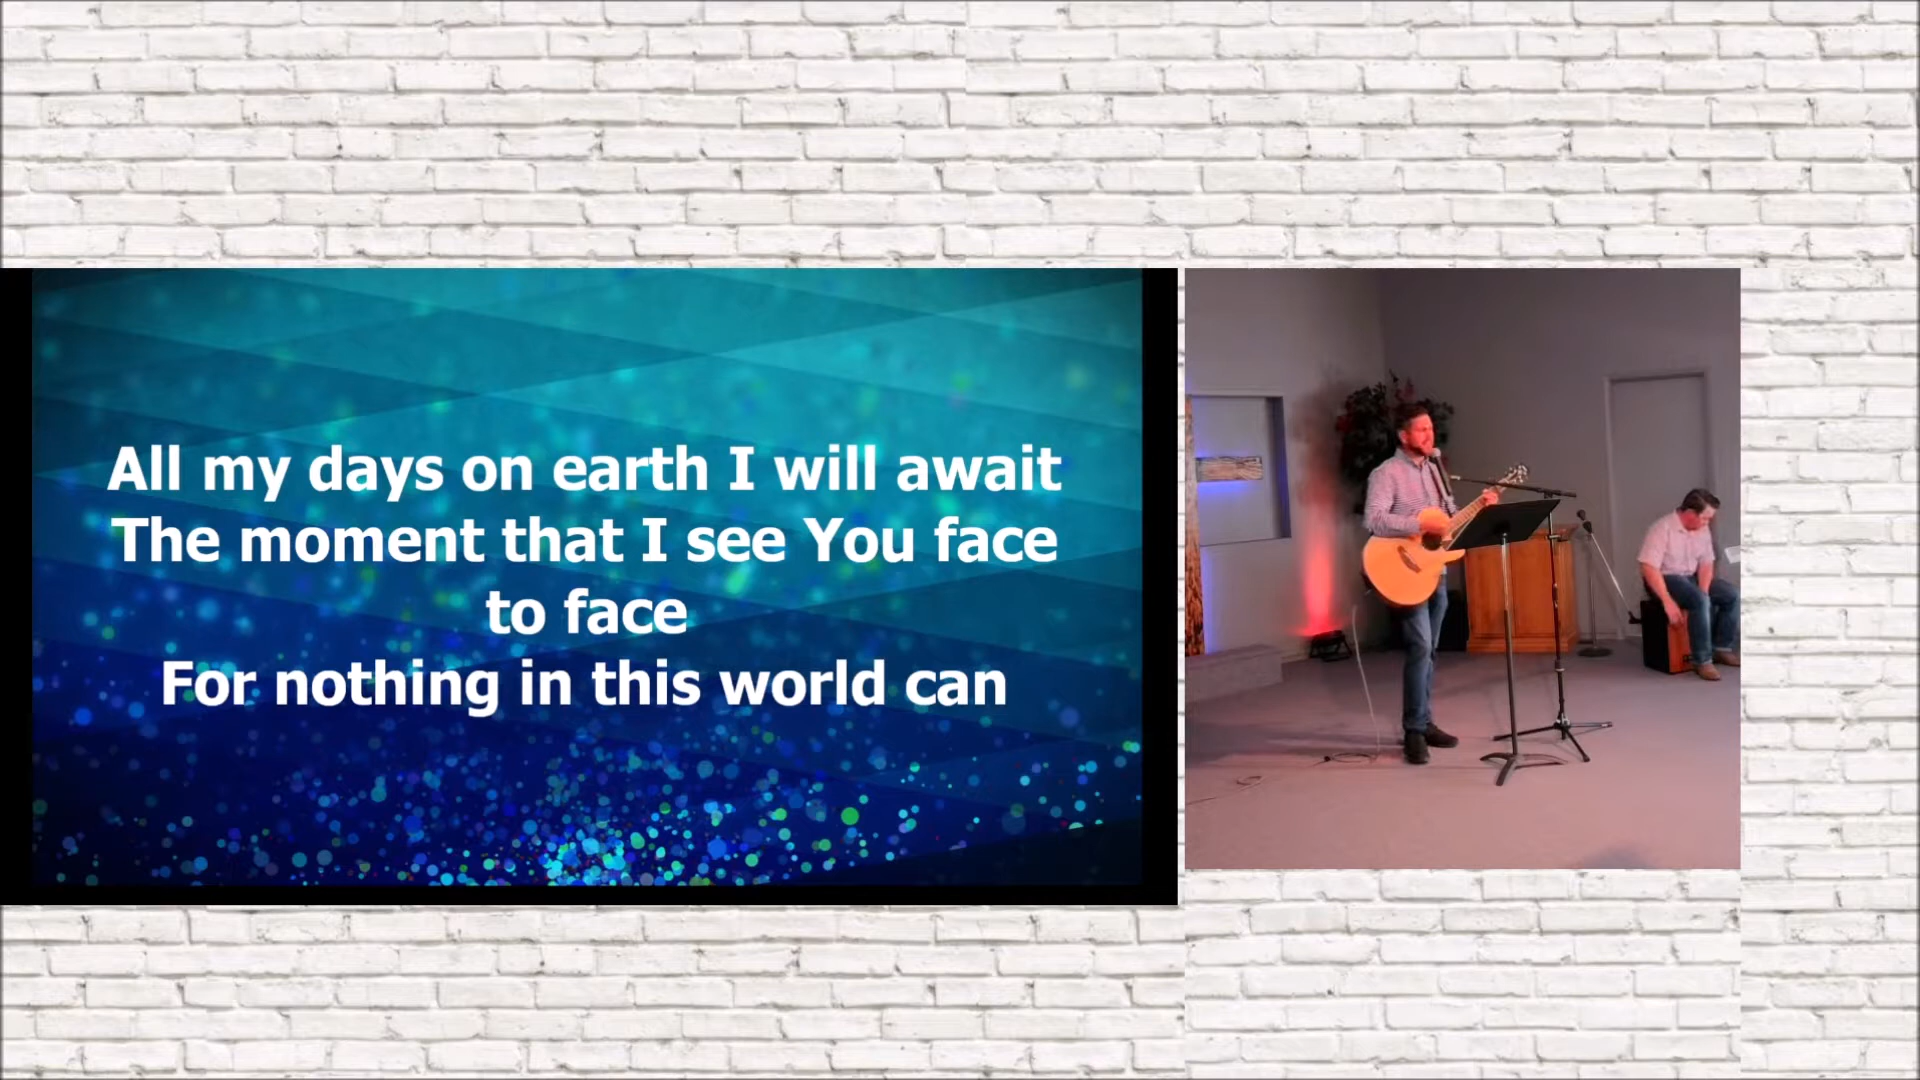 All my days on earth I will await
The moment that I see You face
to face
For nothing in this world can